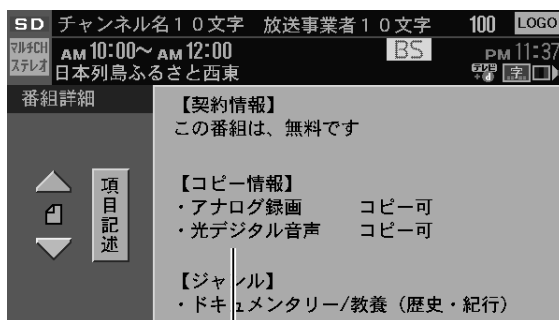 SD チャンネル名10文字 放送事業者10文字 100 LOGO
マルチCH ステレオ AM 10:00〜 AM 12:00 BS PM 11:37
日本列島ふるさと西東 テレビ+d 字
番組詳細
項目記述
【契約情報】
この番組は、無料です
【コピー情報】
・アナログ録画 コピー可
・光デジタル音声 コピー可
【ジャンル】
・ドキュメンタリー/教養（歴史・紀行）